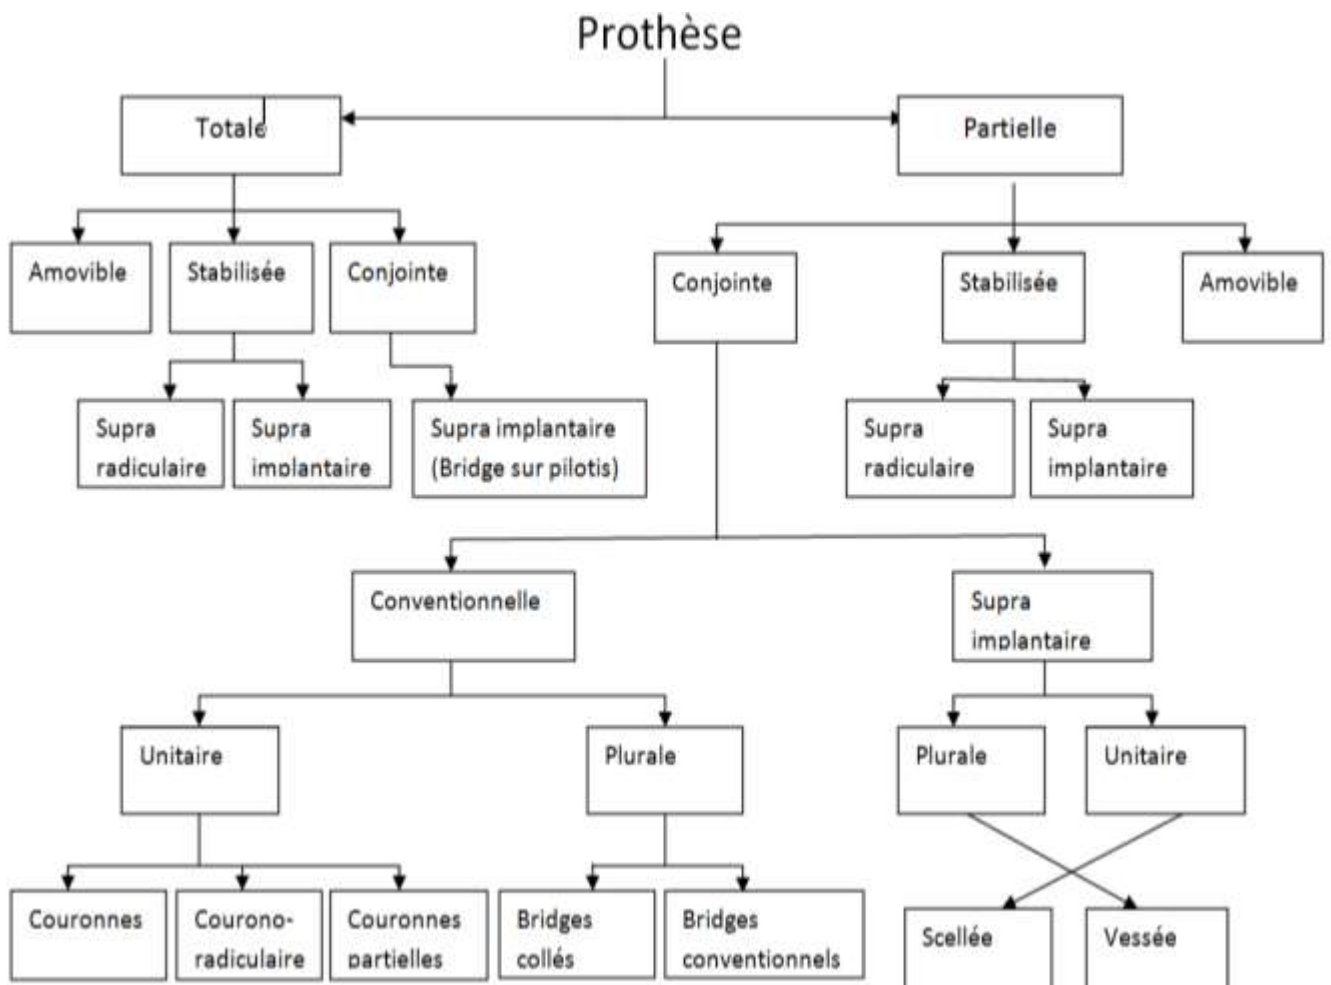 Prothèse
Totale
Partielle
Amovible
Stabilisée
Conjointe
Conjointe
Stabilisée
Amovible
Supra
radiculaire
Supra
implantaire
Supra implantaire
(Bridge sur pilotis)
Supra
radiculaire
Supra
implantaire
Conventionnelle
Supra
implantaire
Unitaire
Plurale
Plurale
Unitaire
Couronnes
Courono-
radiculaire
Couronnes
partielles
Bridges
collés
Bridges
conventionnels
Scellée
Vessée